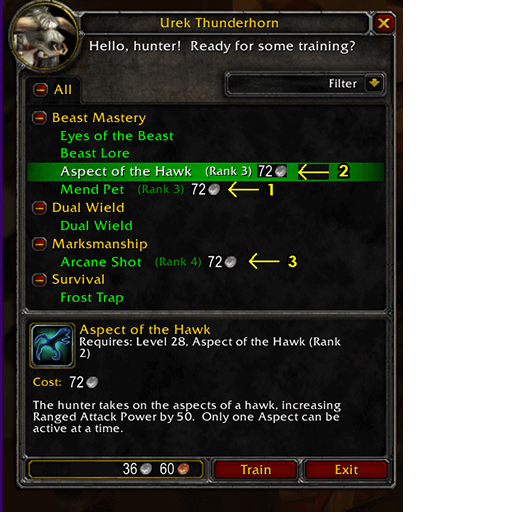 Urek Thunderhorn
Hello, hunter! Ready for some training?
Filter
All
Beast Mastery
Eyes of the Beast
Beast Lore
Aspect of the Hawk (Rank 3) 72 2
Mend Pet (Rank 3) 72 1
Dual Wield
Dual Wield
Marksmanship
Arcane Shot (Rank 4) 72 3
Survival
Frost Trap
Aspect of the Hawk
Requires: Level 28, Aspect of the Hawk (Rank
2)
Cost: 72
The hunter takes on the aspects of a hawk, increasing
Ranged Attack Power by 50. Only one Aspect can be
active at a time.
36 60 Train Exit